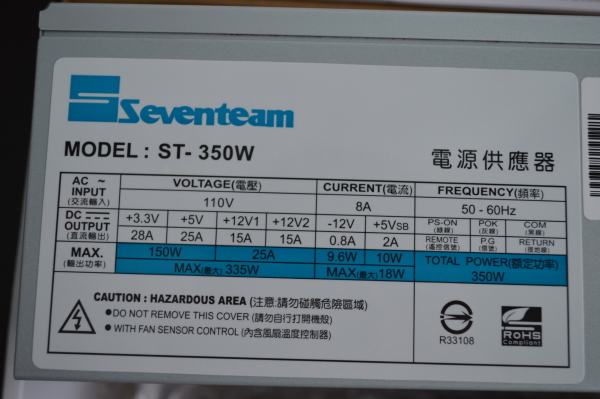 Seventeam
MODEL : ST- 350W
電源供應器
AC ~ INPUT (交流輸入)
VOLTAGE(電壓) CURRENT(電流) FREQUENCY(頻率)
110V 8A 50 - 60Hz
DC OUTPUT (直流輸出)
+3.3V +5V +12V1 +12V2 -12V +5VSB
28A 25A 15A 15A 0.8A 2A
PS-ON (綠線) POK (灰線) COM (黑線)
REMOTE (遙控信號) P.G (信號) RETURN
MAX. (輸出功率)
150W 25A 9.6W 10W
MAX(最大) 335W MAX(最大)18W
TOTAL POWER(額定功率)
350W
CAUTION : HAZARDOUS AREA (注意:請勿碰觸危險區域)
●DO NOT REMOVE THIS COVER (請勿自行打開機殼)
●WITH FAN SENSOR CONTROL (內含風扇溫度控制器)
R33108
RoHS
Compliant